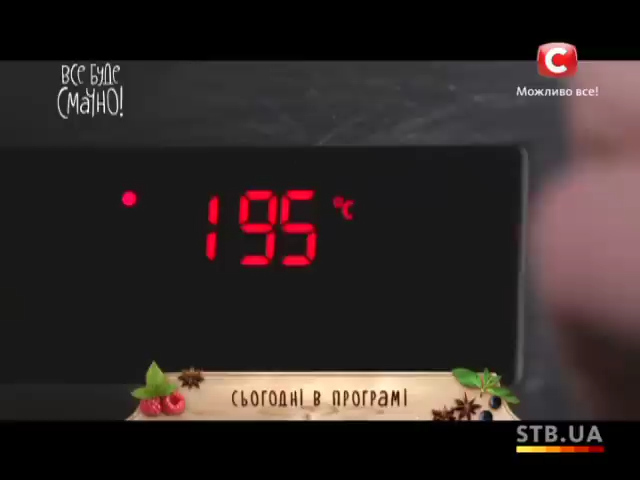 ВСЕ БУДЕ
СМАЧНО!
С
Можливо все!
195 °C
СЬОГОДНІ В ПРОГРАМІ
STB.UA